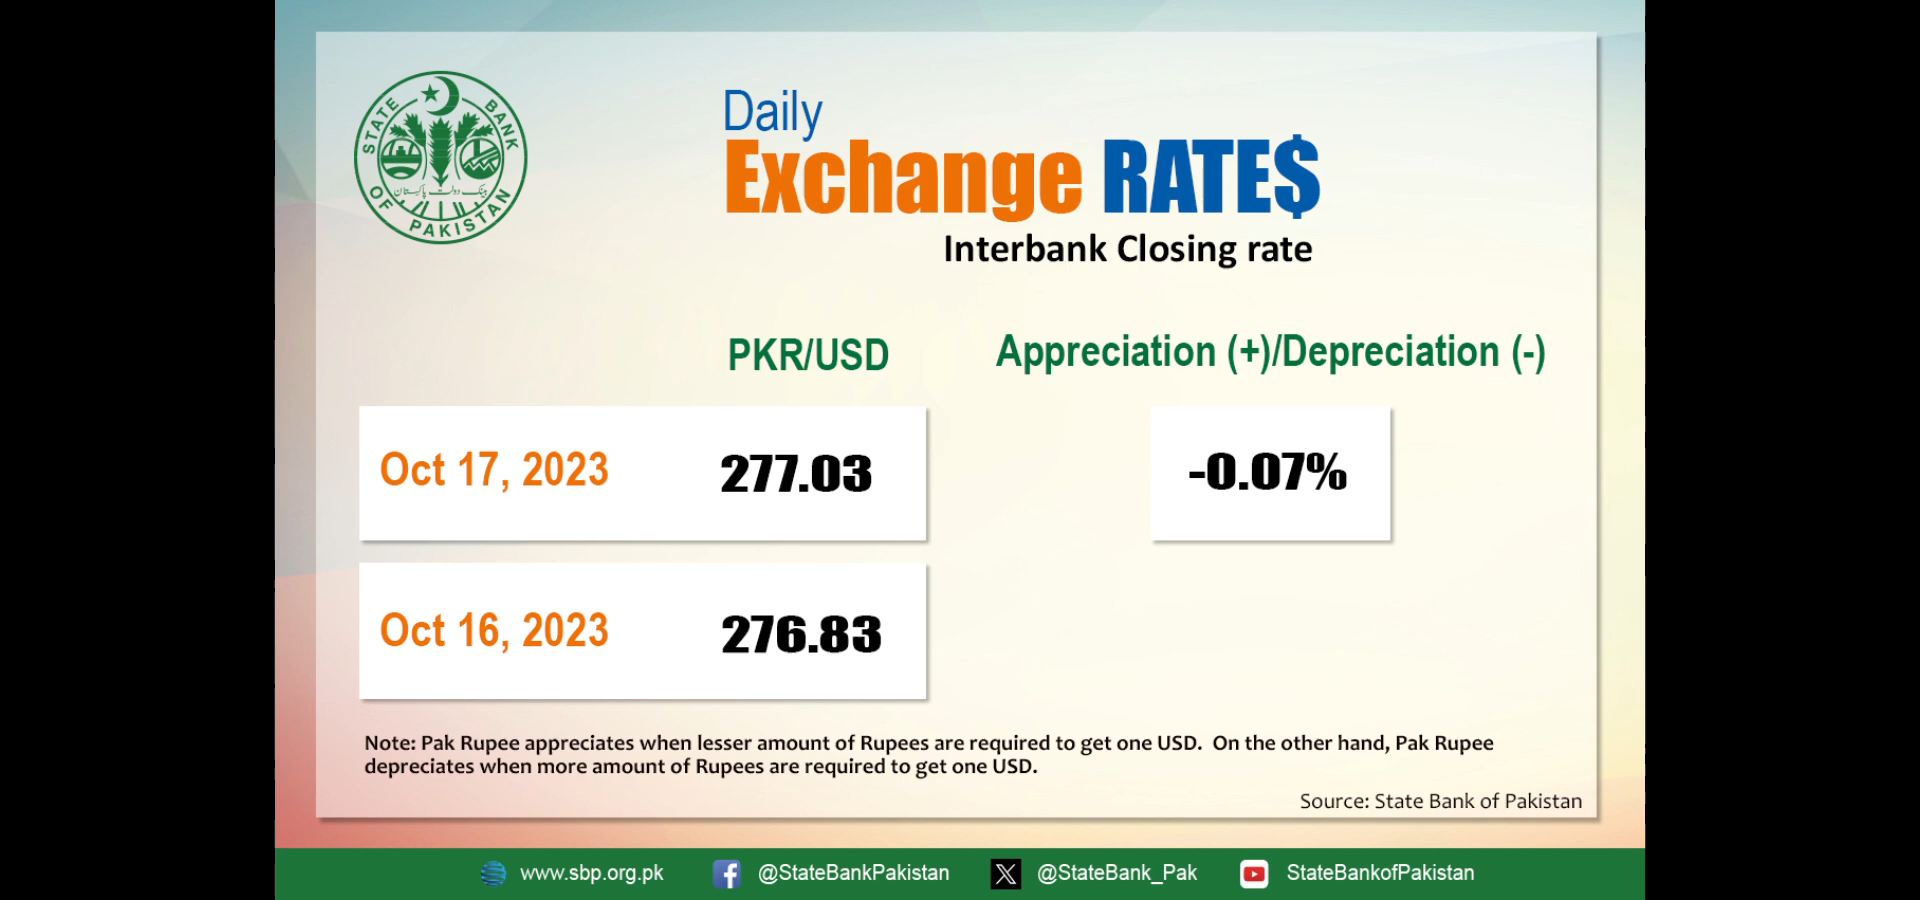 STATE BANK OF PAKISTAN
بینک دولت پاکستان
Daily
Exchange RATE$
Interbank Closing rate
PKR/USD Appreciation (+)/Depreciation (-)
Oct 17, 2023 277.03 -0.07%
Oct 16, 2023 276.83
Note: Pak Rupee appreciates when lesser amount of Rupees are required to get one USD. On the other hand, Pak Rupee
depreciates when more amount of Rupees are required to get one USD.
Source: State Bank of Pakistan
www.sbp.org.pk @StateBankPakistan @StateBank_Pak StateBankofPakistan